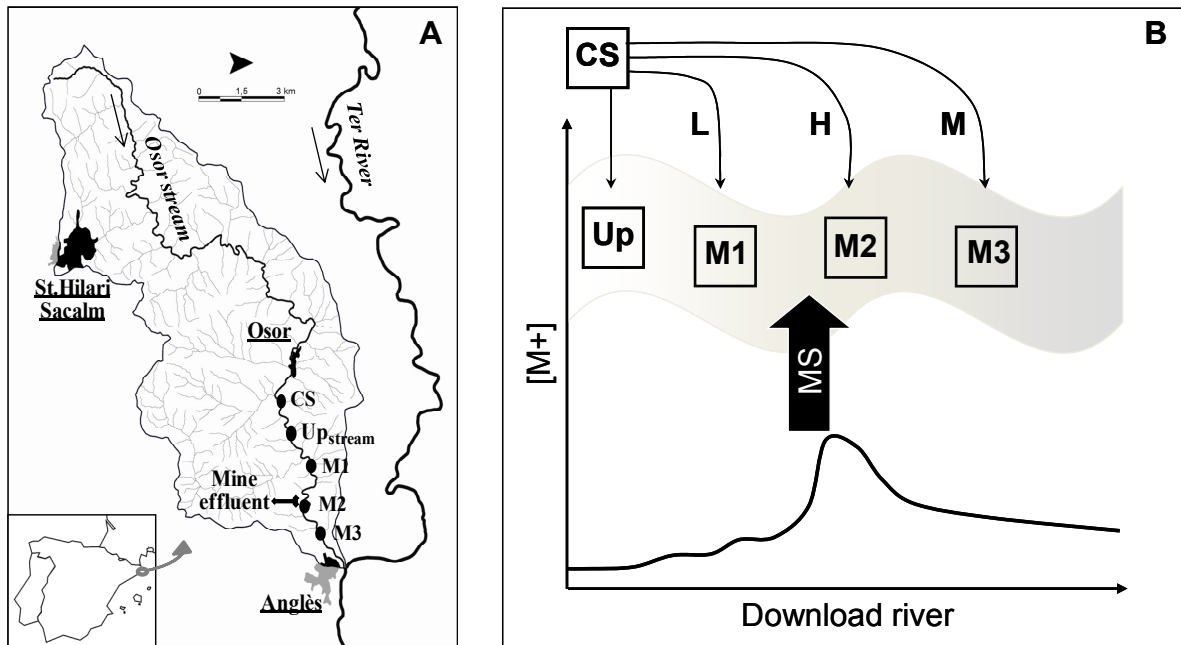 A
0 1,5 3 km
Ter River
Osor stream
St.Hilari
Sacalm
Osor
CS
Upstream
M1
Mine
effluent
M2
M3
Anglès
B
CS
L H M
[M+]
Up
M1
M2
M3
MS
Download river